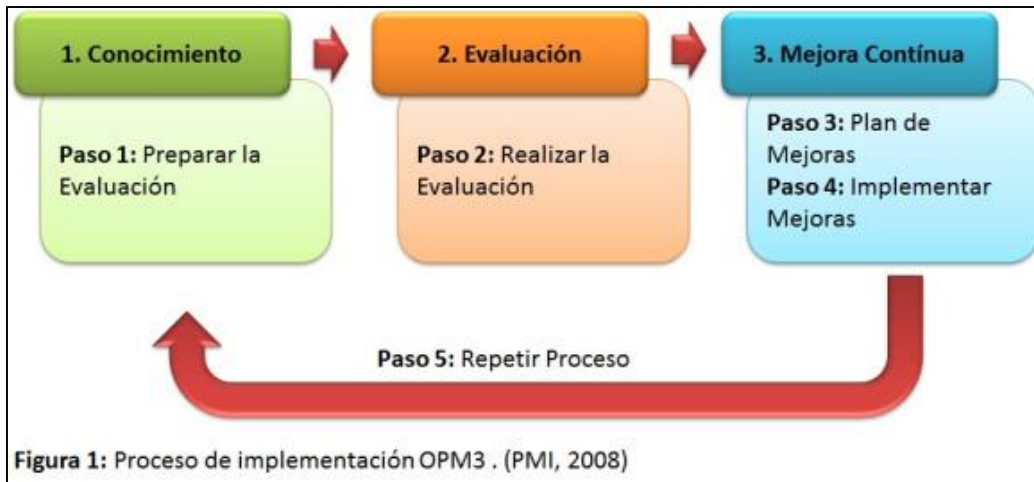 1. Conocimiento
Paso 1: Preparar la
Evaluación
2. Evaluación
Paso 2: Realizar la
Evaluación
3. Mejora Contínua
Paso 3: Plan de
Mejoras
Paso 4: Implementar
Mejoras
Paso 5: Repetir Proceso
Figura 1: Proceso de implementación OPM3 . (PMI, 2008)